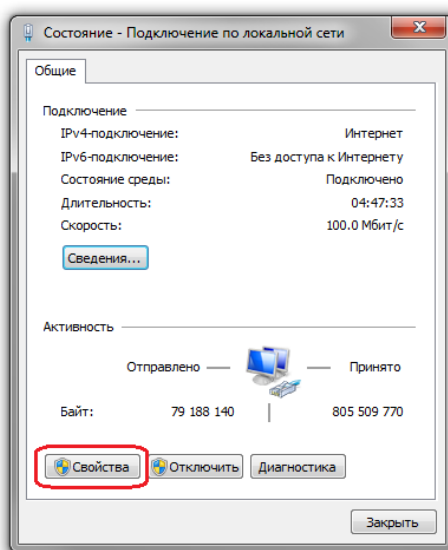 Состояние - Подключение по локальной сети
Общие
Подключение
IPv4-подключение: Интернет
IPv6-подключение: Без доступа к Интернету
Состояние среды: Подключено
Длительность: 04:47:33
Скорость: 100.0 Мбит/с
Сведения...
Активность
Отправлено — — Принято
Байт: 79 188 140 | 805 509 770
Свойства Отключить Диагностика
Закрыть